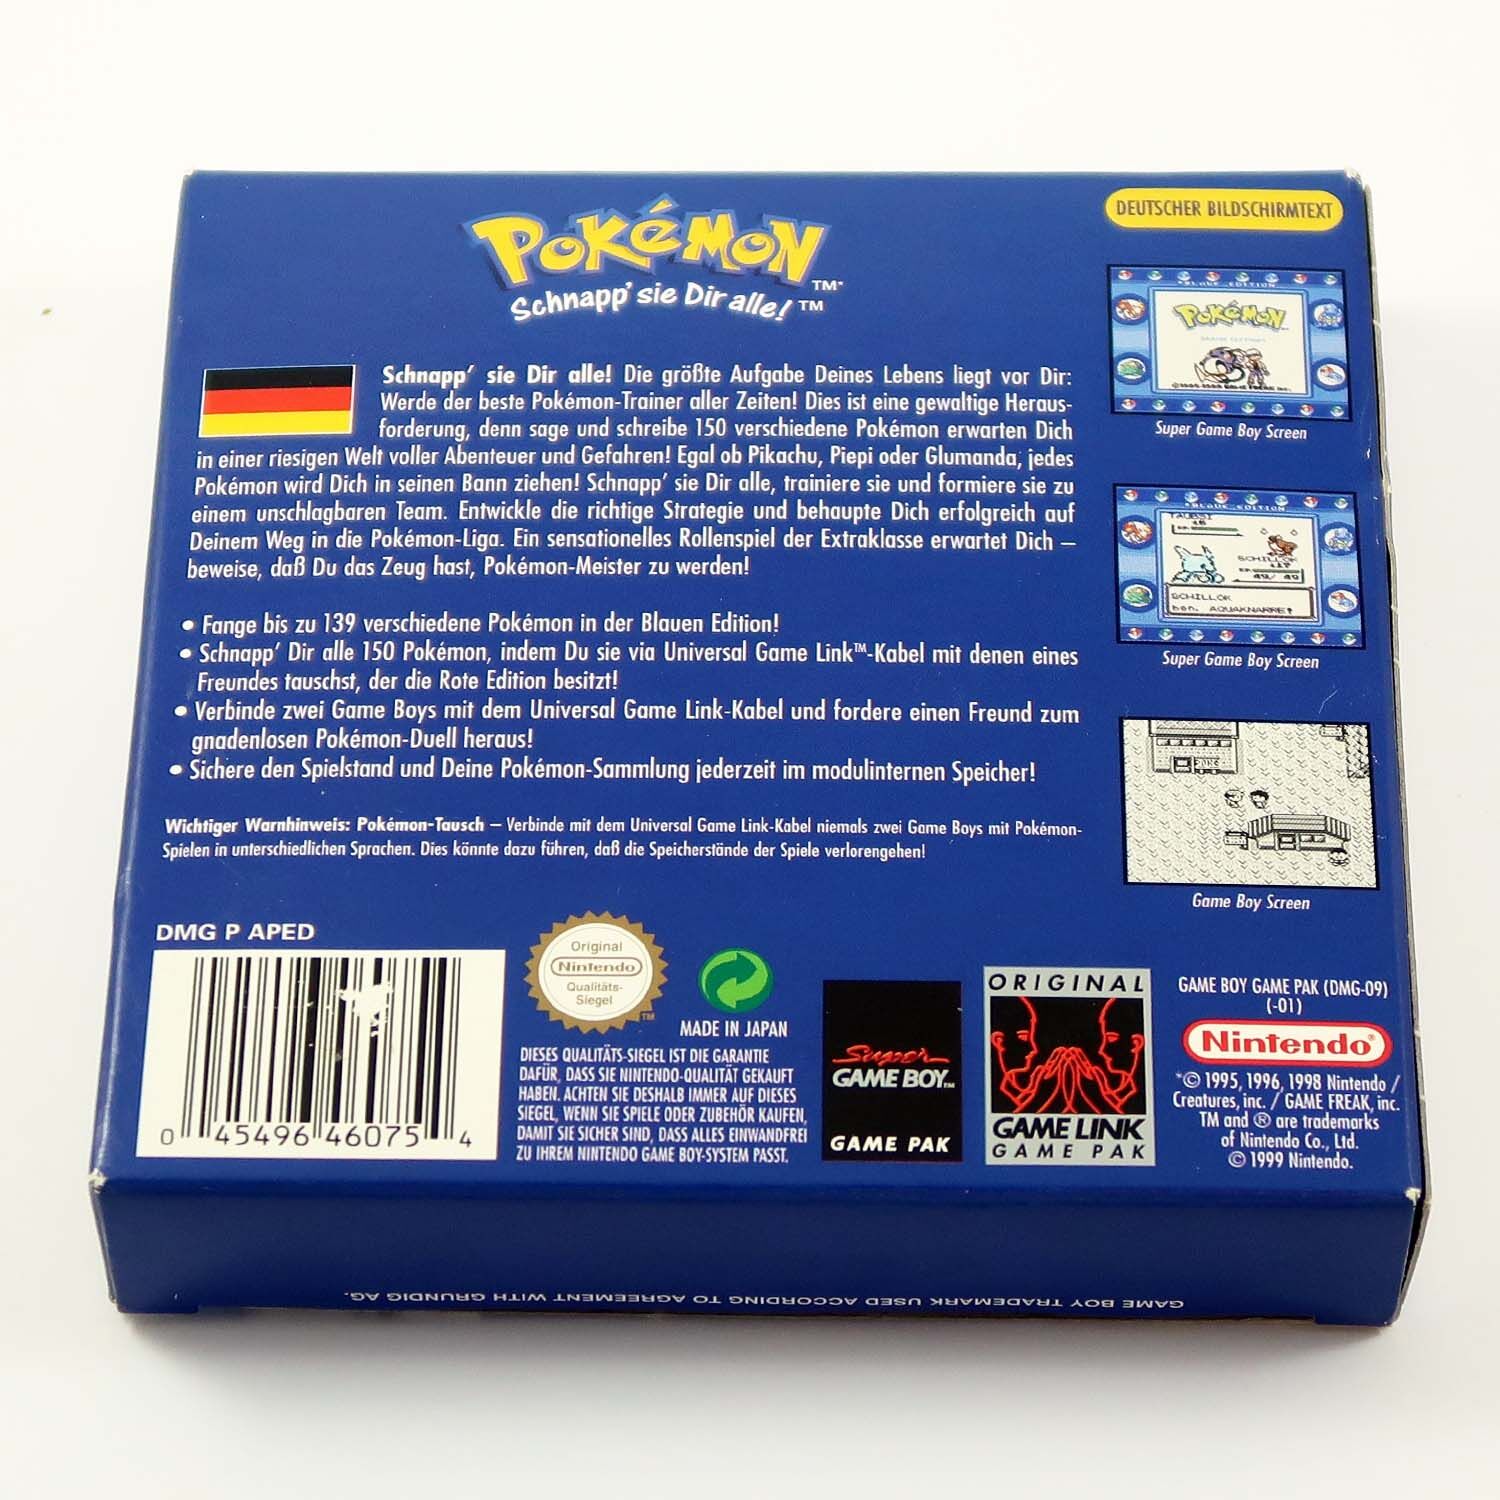 POKéMON™*
Schnapp' sie Dir alle!™
DEUTSCHER BILDSCHIRMTEXT
Schnapp' sie Dir alle! Die größte Aufgabe Deines Lebens liegt vor Dir:
Werde der beste Pokémon-Trainer aller Zeiten! Dies ist eine gewaltige Heraus-
forderung, denn sage und schreibe 150 verschiedene Pokémon erwarten Dich
in einer riesigen Welt voller Abenteuer und Gefahren! Egal ob Pikachu, Piepi oder Glumanda, jedes
Pokémon wird Dich in seinen Bann ziehen! Schnapp' sie Dir alle, trainiere sie und formiere sie zu
einem unschlagbaren Team. Entwickle die richtige Strategie und behaupte Dich erfolgreich auf
Deinem Weg in die Pokémon-Liga. Ein sensationelles Rollenspiel der Extraklasse erwartet Dich –
beweise, daß Du das Zeug hast, Pokémon-Meister zu werden!
• Fange bis zu 139 verschiedene Pokémon in der Blauen Edition!
• Schnapp' Dir alle 150 Pokémon, indem Du sie via Universal Game Link™-Kabel mit denen eines
Freundes tauschst, der die Rote Edition besitzt!
• Verbinde zwei Game Boys mit dem Universal Game Link-Kabel und fordere einen Freund zum
gnadenlosen Pokémon-Duell heraus!
• Sichere den Spielstand und Deine Pokémon-Sammlung jederzeit im modulinternen Speicher!
Wichtiger Warnhinweis: Pokémon-Tausch – Verbinde mit dem Universal Game Link-Kabel niemals zwei Game Boys mit Pokémon-
Spielen in unterschiedlichen Sprachen. Dies könnte dazu führen, daß die Speicherstände der Spiele verlorengehen!
BLAUE EDITION
POKéMON
Super Game Boy Screen
BLAUE EDITION
SCHILLOK
49/ 49
SCHILLOK
AQUAKNARRE!
Super Game Boy Screen
POKé
Game Boy Screen
DMG P APED
0 45496 46075 4
Original
Nintendo
Qualitäts-
Siegel
TM
MADE IN JAPAN
DIESES QUALITÄTS-SIEGEL IST DIE GARANTIE
DAFÜR, DASS SIE NINTENDO-QUALITÄT GEKAUFT
HABEN. ACHTEN SIE DESHALB IMMER AUF DIESES
SIEGEL, WENN SIE SPIELE ODER ZUBEHÖR KAUFEN,
DAMIT SIE SICHER SIND, DASS ALLES EINWANDFREI
ZU IHREM NINTENDO GAME BOY-SYSTEM PASST.
Super
GAME BOY™
GAME PAK
ORIGINAL
GAME LINK
GAME PAK
GAME BOY GAME PAK (DMG-09)
(-01)
Nintendo®
*© 1995, 1996, 1998 Nintendo /
Creatures, inc. / GAME FREAK, inc.
TM and ® are trademarks
of Nintendo Co., Ltd.
© 1999 Nintendo.
GAME BOY TRADEMARK USED ACCORDING TO AGREEMENT WITH GRUNDIG AG.